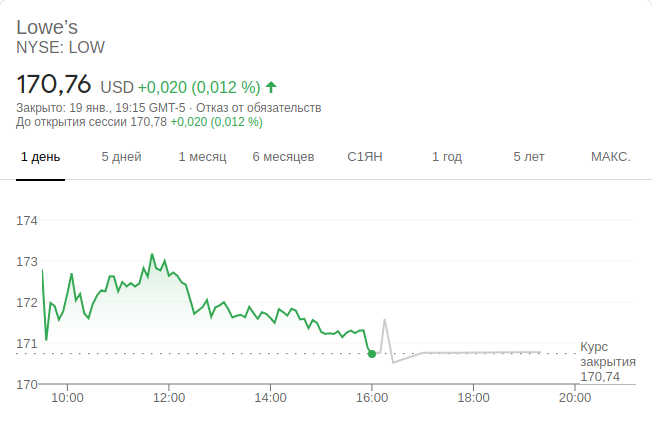 Lowe’s
NYSE: LOW
170,76 USD +0,020 (0,012 %)
Закрыто: 19 янв., 19:15 GMT-5 · Отказ от обязательств
До открытия сессии 170,78 +0,020 (0,012 %)
1 день 5 дней 1 месяц 6 месяцев С1ЯН 1 год 5 лет МАКС.
174
173
172
171
170
Курс
закрытия
170,74
10:00 12:00 14:00 16:00 18:00 20:00